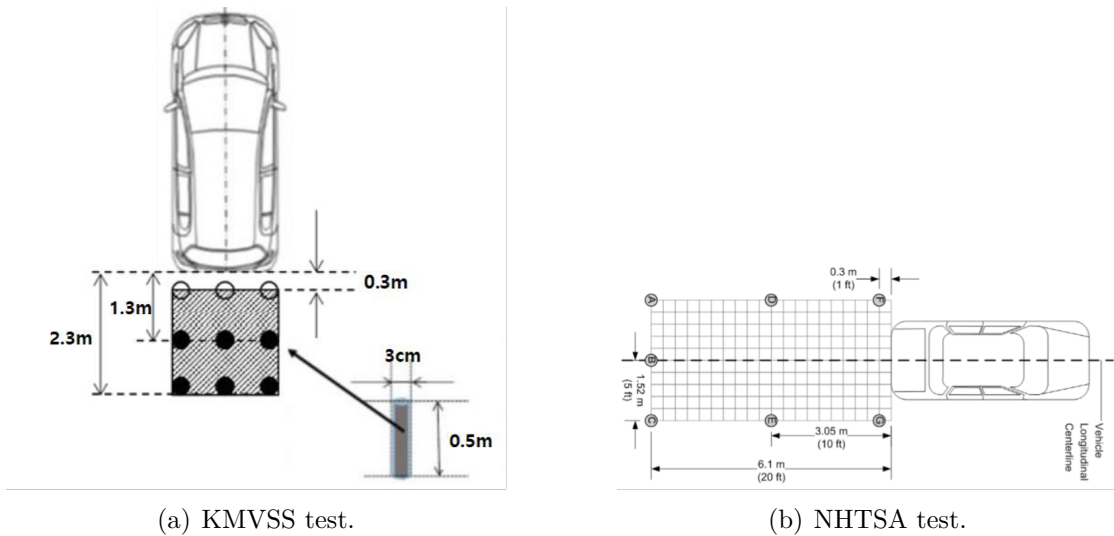 0.3m
1.3m
2.3m
3cm
0.5m
(a) KMVSS test.
0.3 m
(1 ft)
A
D
F
B
1.52 m
(5 ft)
C
E
G
3.05 m
(10 ft)
6.1 m
(20 ft)
Vehicle
Longitudinal
Centerline
(b) NHTSA test.